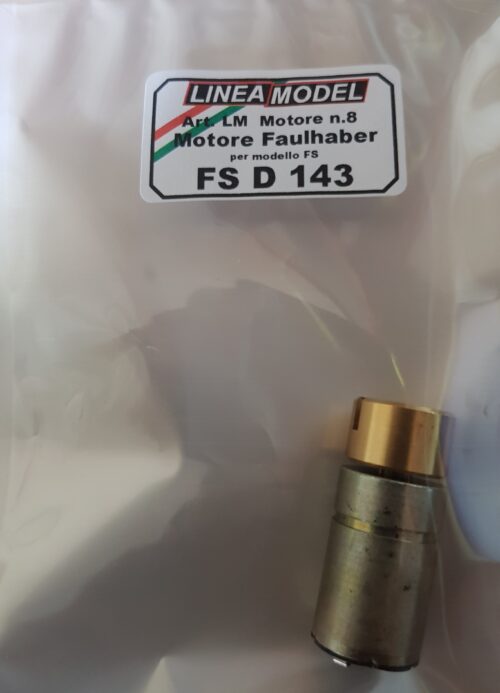 LINEA MODEL
Art. LM Motore n.8
Motore Faulhaber
per modello FS
FS D 143